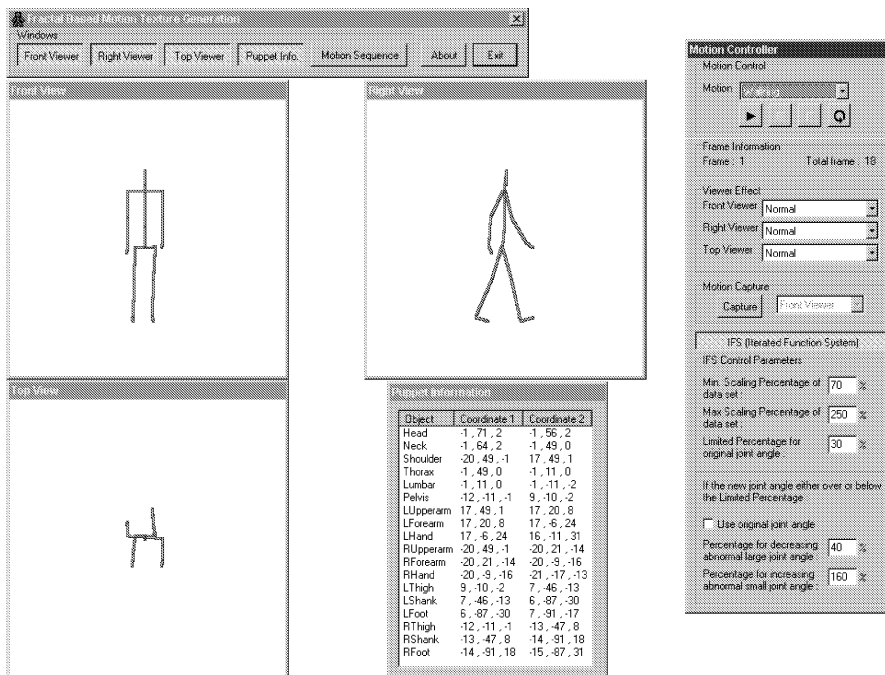 Fractal Based Motion Texture Generation
Windows
Front Viewer Right Viewer Top Viewer Puppet Info. Motion Sequence About Exit
Front View
Right View
Top View
Puppet Information
Object Coordinate 1 Coordinate 2
Head -1 , 71 , 2 -1 , 56 , 2
Neck -1 , 64 , 2 -1 , 49 , 0
Shoulder -20 , 49 , -1 17 , 49 , 1
Thorax -1 , 49 , 0 -1 , 11 , 0
Lumbar -1 , 11 , 0 -1 , -11 , -2
Pelvis -12 , -11 , -1 9 , -10 , -2
LUpperarm 17 , 49 , 1 17 , 20 , 8
LForearm 17 , 20 , 8 17 , -6 , 24
LHand 17 , -6 , 24 16 , -11 , 31
RUpperarm -20 , 49 , -1 -20 , 21 , -14
RForearm -20 , 21 , -14 -20 , -9 , -16
RHand -20 , -9 , -16 -21 , -17 , -13
LThigh 9 , -10 , -2 7 , -46 , -13
LShank 7 , -46 , -13 6 , -87 , -30
LFoot 6 , -87 , -30 7 , -91 , -17
RThigh -12 , -11 , -1 -13 , -47 , 8
RShank -13 , -47 , 8 -14 , -91 , 18
RFoot -14 , -91 , 18 -15 , -87 , 31
Motion Controller
Motion Control
Motion Walking
Frame Information
Frame : 1 Total frame : 18
Viewer Effect
Front Viewer Normal
Right Viewer Normal
Top Viewer Normal
Motion Capture
Capture Front Viewer
IFS (Iterated Function System)
IFS Control Parameters
Min. Scaling Percentage of
data set : 70 %
Max Scaling Percentage of
data set : 250 %
Limited Percentage for
original joint angle : 30 %
If the new joint angle either over or below
the Limited Percentage
Use original joint angle
Percentage for decreasing
abnormal large joint angle : 40 %
Percentage for increasing
abnormal small joint angle : 160 %